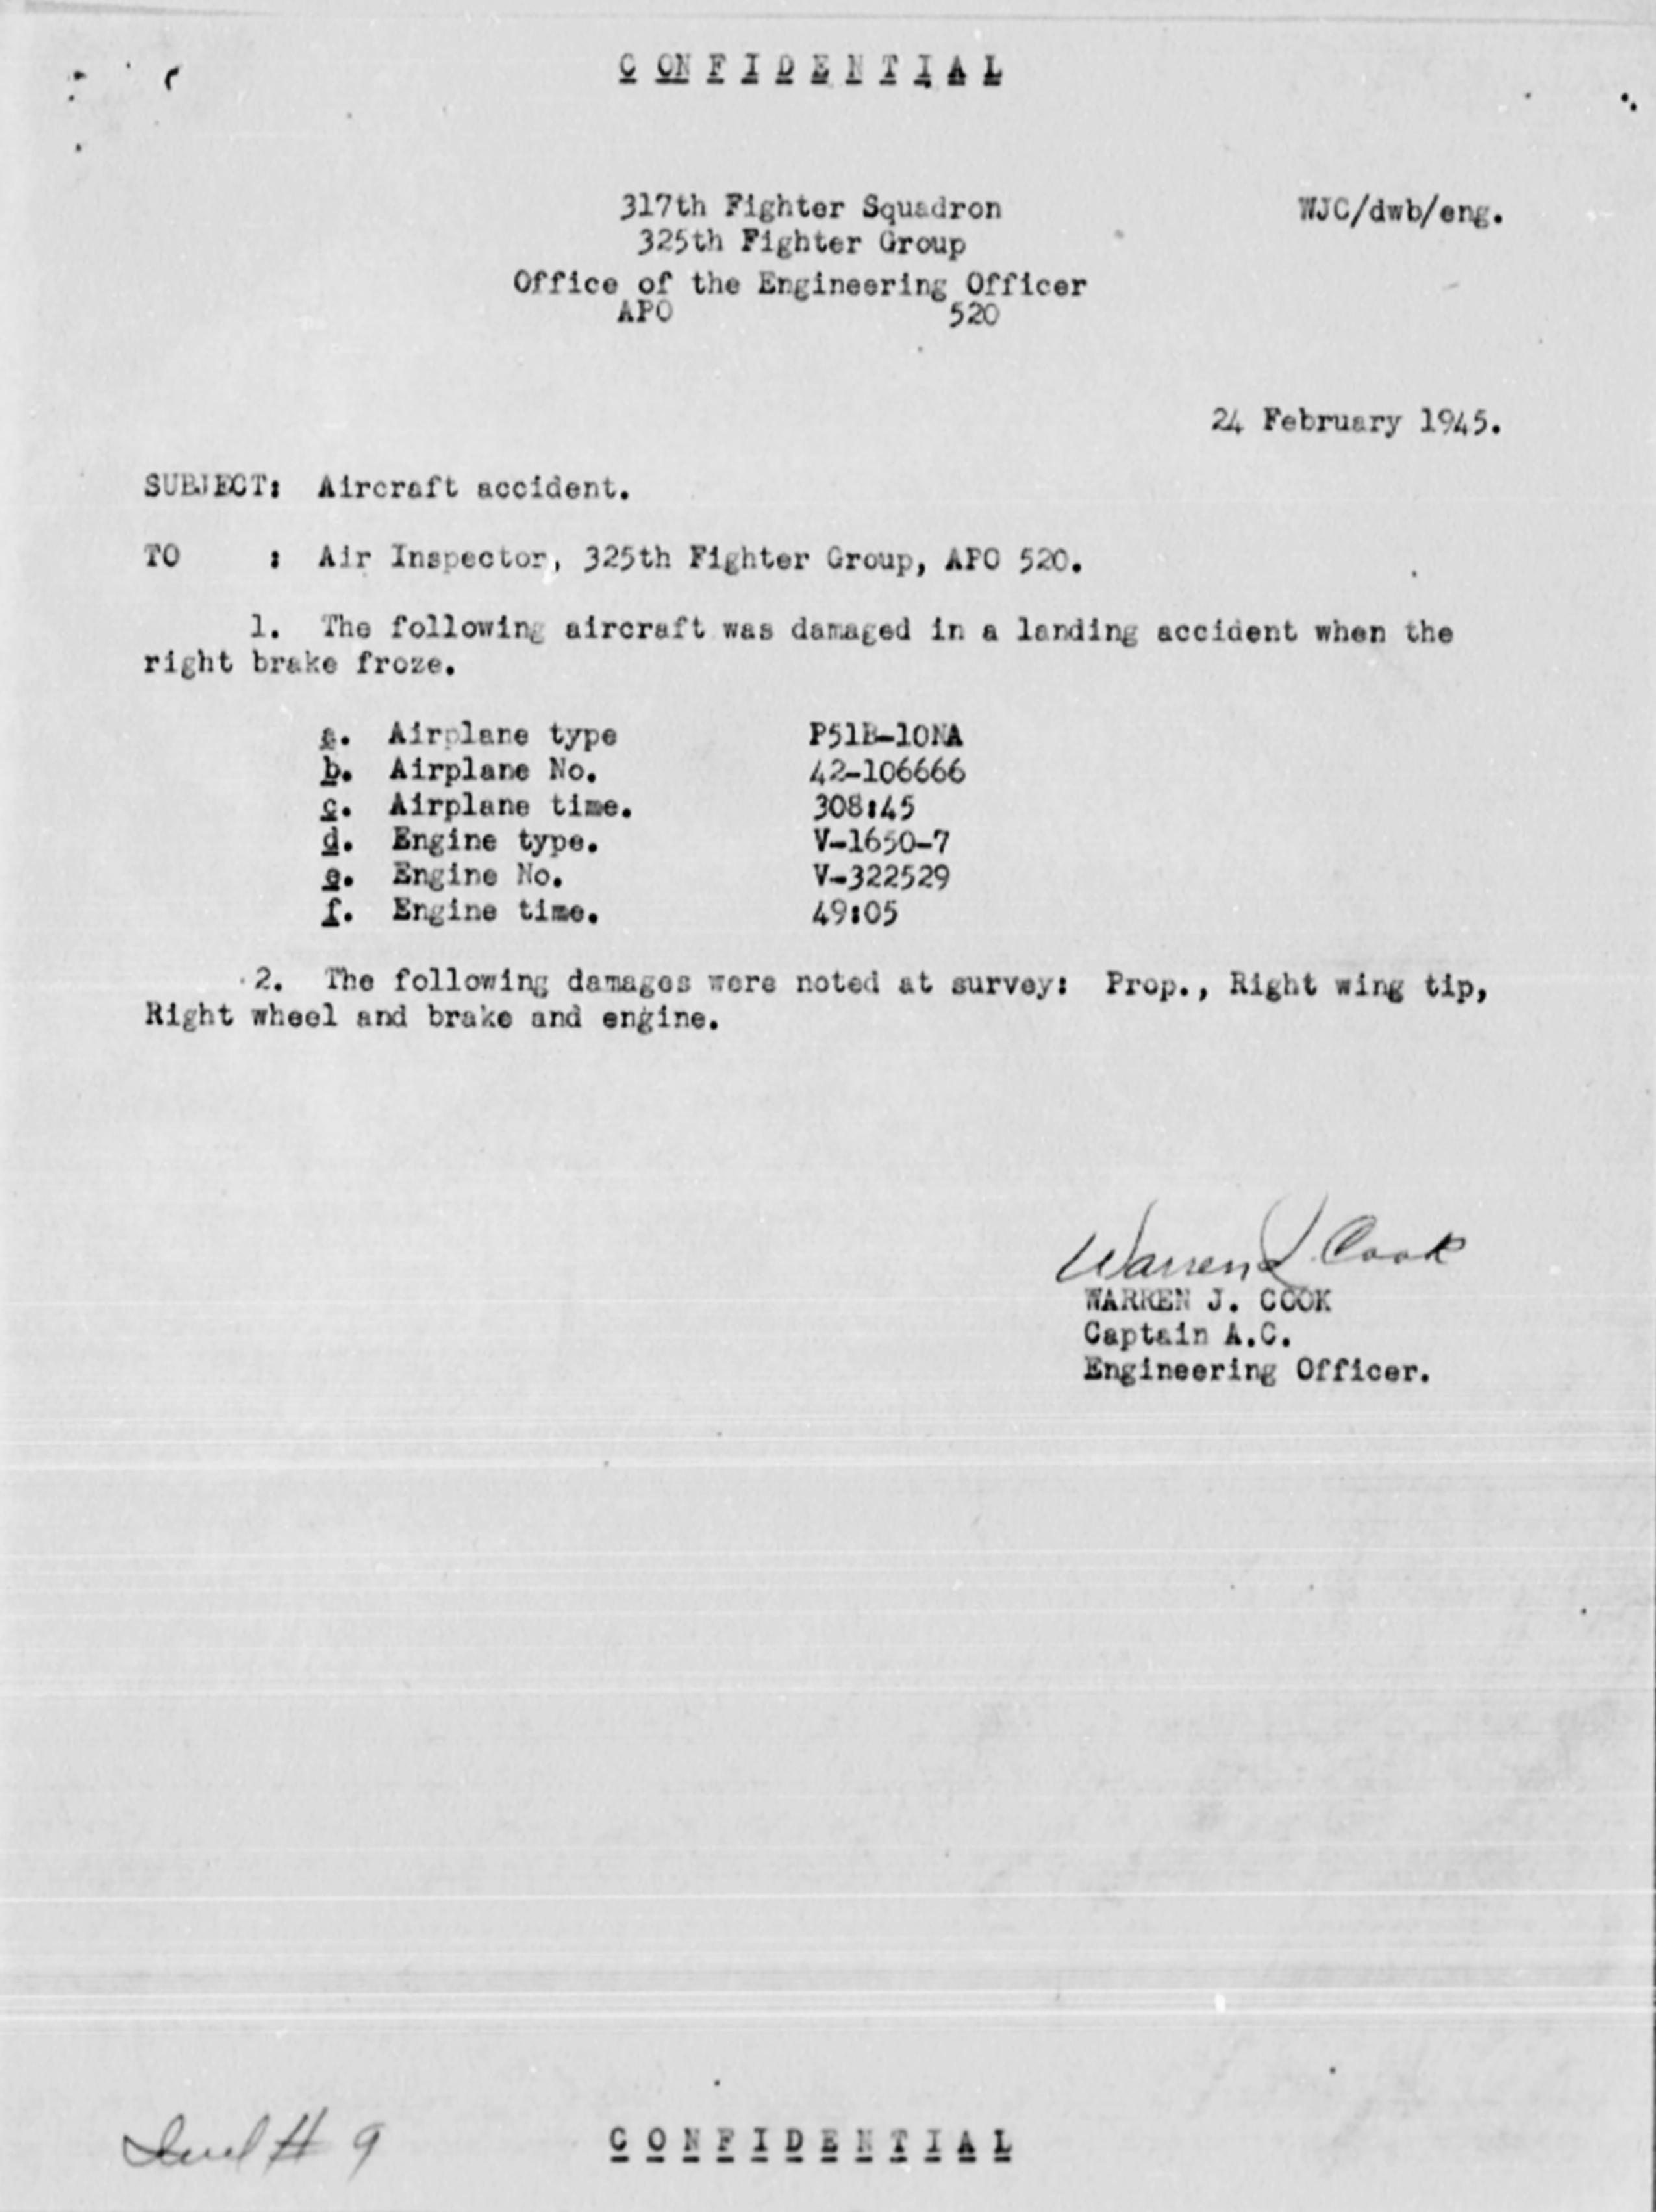 CONFIDENTIAL
317th Fighter Squadron
WJC/dwb/eng.
325th Fighter Group
Office of the Engineering Officer
APO 520
24 February 1945.
SUBJECT: Aircraft accident.
TO : Air Inspector, 325th Fighter Group, APO 520.
1. The following aircraft was damaged in a landing accident when the
right brake froze.
a. Airplane type P51B-10NA
b. Airplane No. 42-106666
c. Airplane time. 308:45
d. Engine type. V-1650-7
e. Engine No. V-322529
f. Engine time. 49:05
2. The following damages were noted at survey: Prop., Right wing tip,
Right wheel and brake and engine.
Warren J. Cook
WARREN J. COOK
Captain A.C.
Engineering Officer.
Incl # 9
CONFIDENTIAL